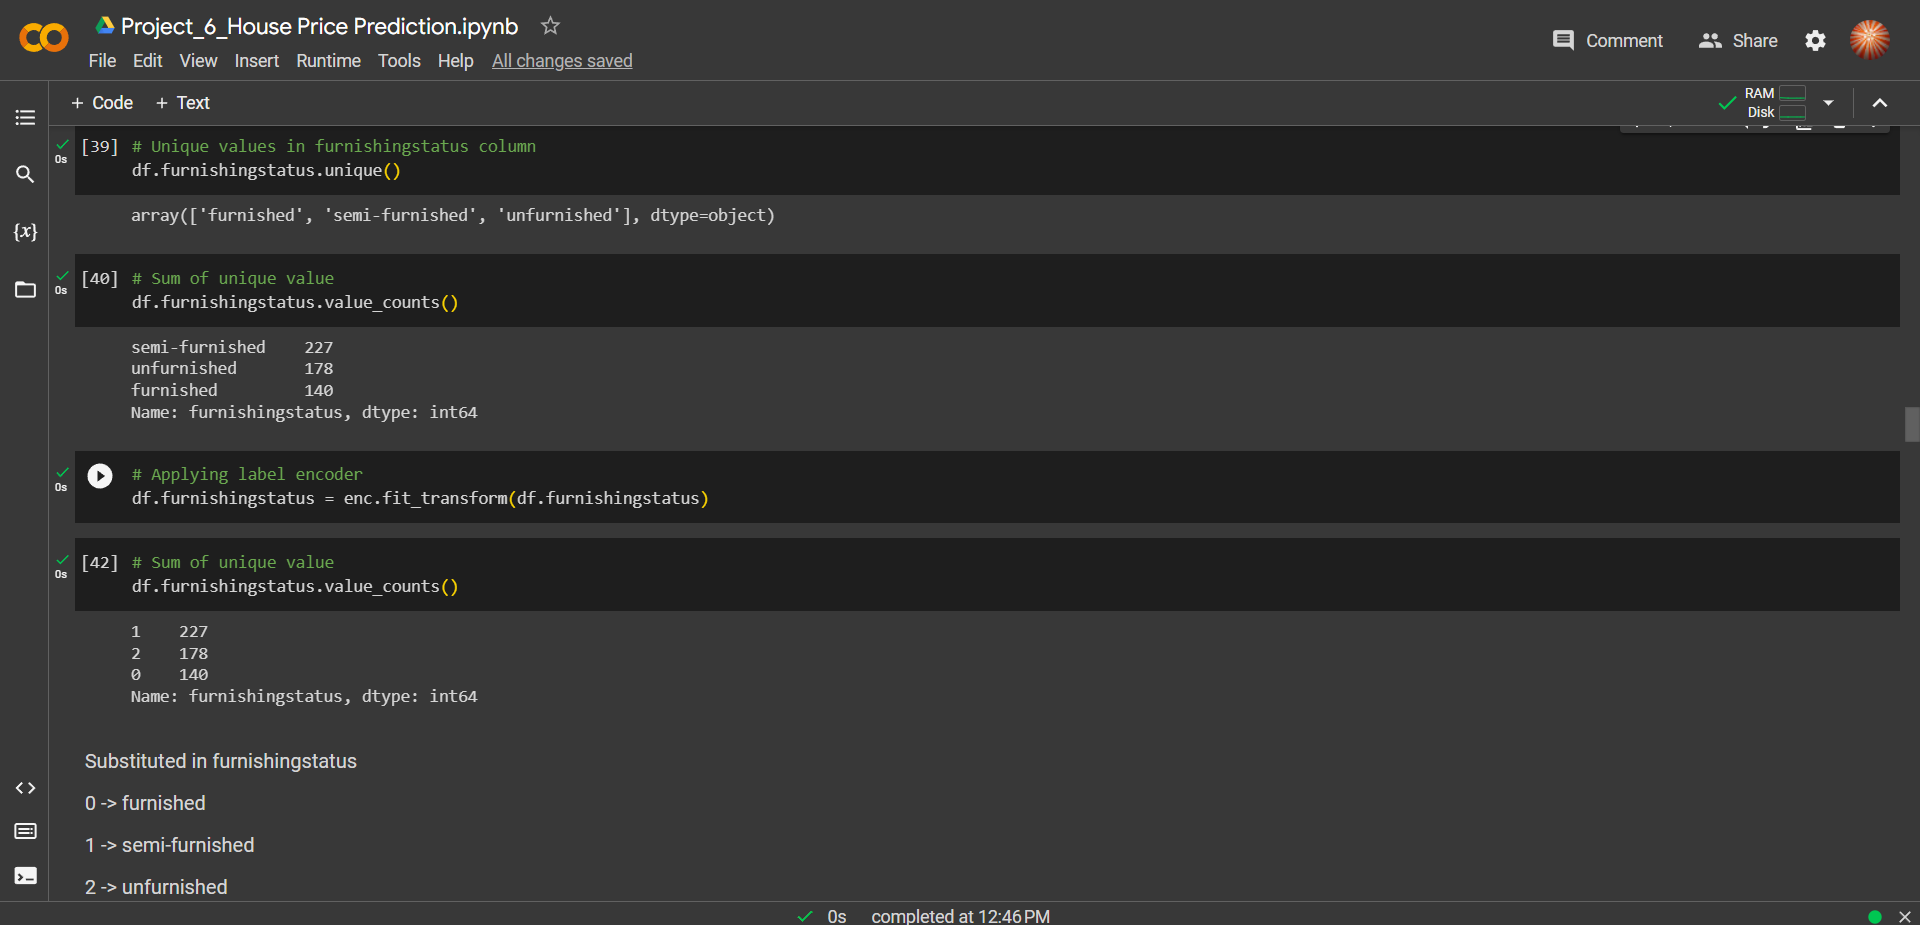 Project_6_House Price Prediction.ipynb
File Edit View Insert Runtime Tools Help All changes saved
Comment Share
+ Code + Text
RAM
Disk
[39] # Unique values in furnishingstatus column
0s
df.furnishingstatus.unique()
array(['furnished', 'semi-furnished', 'unfurnished'], dtype=object)
{x}
[40] # Sum of unique value
0s
df.furnishingstatus.value_counts()
semi-furnished 227
unfurnished 178
furnished 140
Name: furnishingstatus, dtype: int64
# Applying label encoder
0s
df.furnishingstatus = enc.fit_transform(df.furnishingstatus)
[42] # Sum of unique value
0s
df.furnishingstatus.value_counts()
1 227
2 178
0 140
Name: furnishingstatus, dtype: int64
Substituted in furnishingstatus
0 -> furnished
1 -> semi-furnished
2 -> unfurnished
0s completed at 12:46 PM